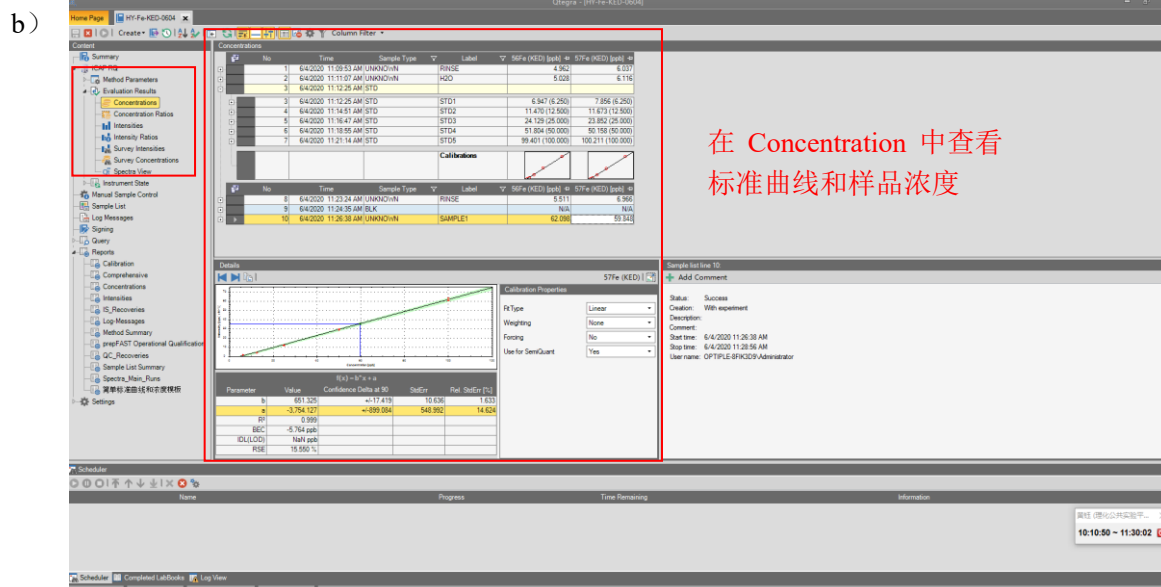 b）
Qtegra - [HY-Fe-KED-0604]
Home Page HY-Fe-KED-0604
Create
Column Filter
Content
Summary
iCAP RQ
Method Parameters
Evaluation Results
Concentrations
Concentration Ratios
Intensities
Intensity Ratios
Survey Intensities
Survey Concentrations
Spectra View
Instrument State
Manual Sample Control
Sample List
Log Messages
Signing
Query
Reports
Calibration
Comprehensive
Concentrations
Intensities
IS_Recoveries
Log-Messages
Method Summary
prepFAST Operational Qualification
QC_Recoveries
Sample List Summary
Spectra_Main_Runs
简单标准曲线和浓度模板
Settings
Concentrations
No Time Sample Type Label 56Fe (KED) [ppb] 57Fe (KED) [ppb]
1 6/4/2020 11:09:53 AM UNKNOWN RINSE 4.962 6.037
2 6/4/2020 11:11:07 AM UNKNOWN H2O 5.028 6.116
3 6/4/2020 11:12:25 AM STD
3 6/4/2020 11:12:25 AM STD STD1 6.947 (6.250) 7.856 (6.250)
4 6/4/2020 11:14:51 AM STD STD2 11.470 (12.500) 11.673 (12.500)
5 6/4/2020 11:16:47 AM STD STD3 24.129 (25.000) 23.852 (25.000)
6 6/4/2020 11:18:55 AM STD STD4 51.804 (50.000) 50.158 (50.000)
7 6/4/2020 11:21:14 AM STD STD5 99.401 (100.000) 100.211 (100.000)
Calibrations
No Time Sample Type Label 56Fe (KED) [ppb] 57Fe (KED) [ppb]
8 6/4/2020 11:23:24 AM UNKNOWN RINSE 5.511 6.966
9 6/4/2020 11:24:35 AM BLK N/A N/A
10 6/4/2020 11:26:38 AM UNKNOWN SAMPLE1 62.098 59.848
在 Concentration 中查看
标准曲线和样品浓度
Details
57Fe (KED)
Calibration Properties
Fit Type Linear
Weighting None
Forcing No
Use for SemiQuant Yes
f(x) = b*x + a
Parameter Value Confidence Delta at 90 StdErr Rel. StdErr [%]
b 651.325 +/-17.419 10.636 1.633
a -3,754.127 +/-899.084 548.992 14.624
R² 0.999
BEC -5.764 ppb
IDL(LOD) NaN ppb
RSE 15.550 %
Sample list line 10
Add Comment
Status: Success
Creation: With experiment
Description:
Comment:
Start time: 6/4/2020 11:26:38 AM
Stop time: 6/4/2020 11:28:56 AM
User name: OPTIPLE-8FIK3D9\Administrator
Scheduler
Name Progress Time Remaining Information
10:10:50 ~ 11:30:02
Scheduler Completed LabBooks Log View